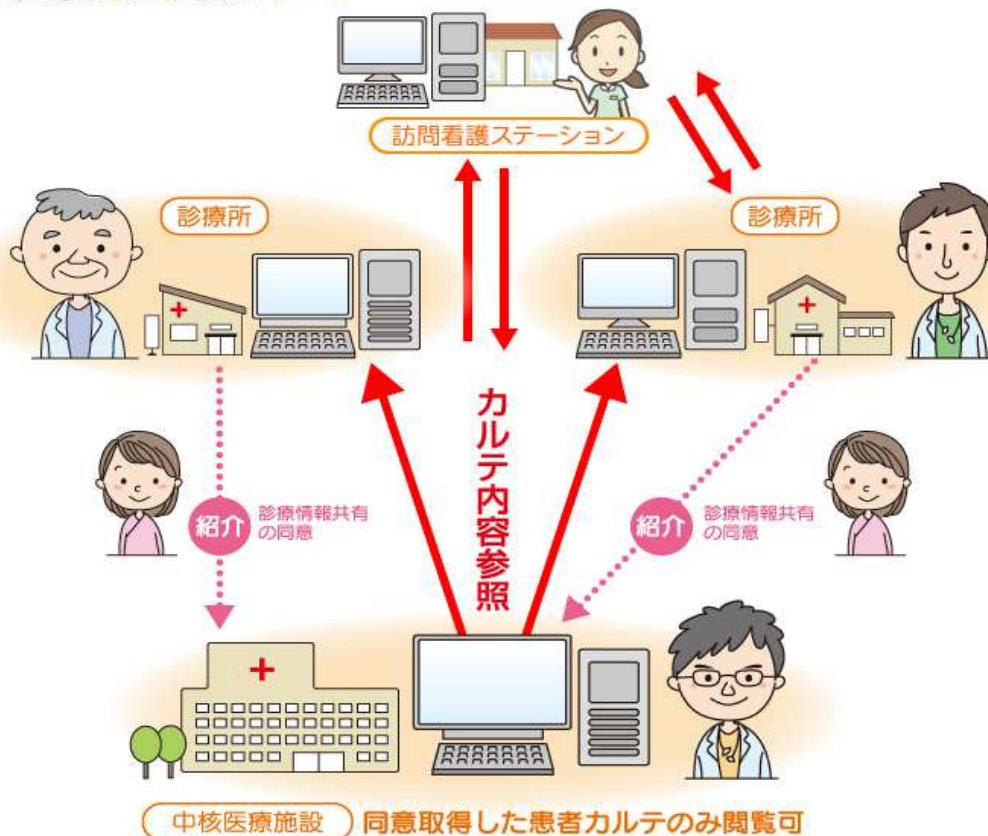 訪問看護ステーション
診療所
診療所
カルテ内容参照
紹介
診療情報共有
の同意
紹介
診療情報共有
の同意
中核医療施設
同意取得した患者カルテのみ閲覧可